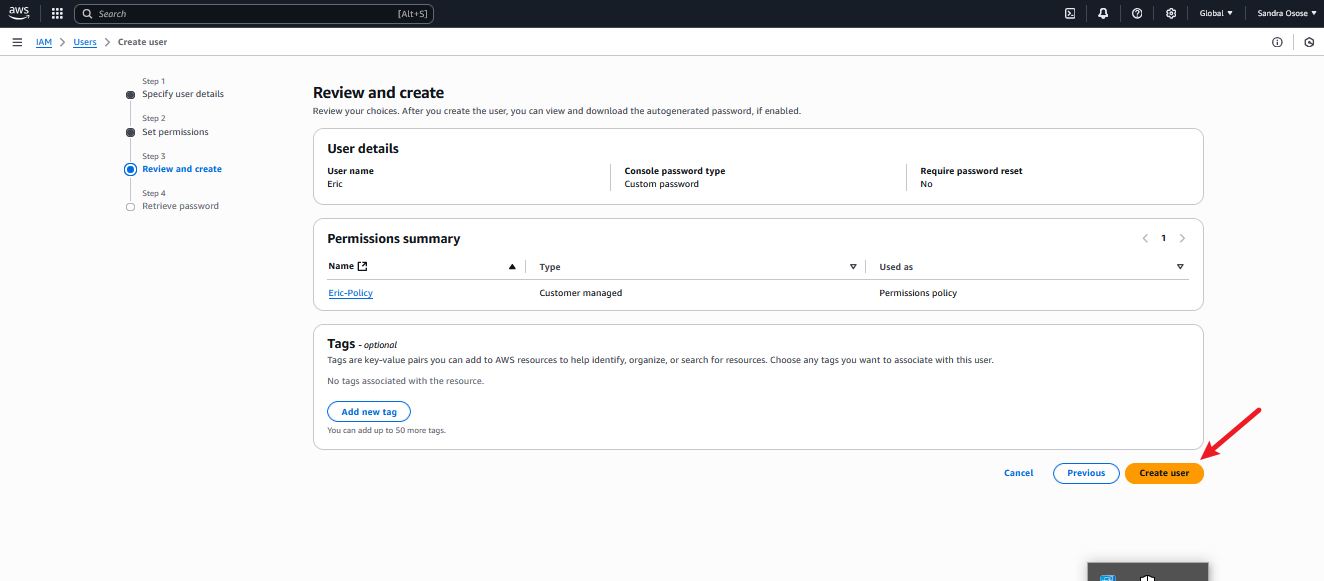 aws
Search
[Alt+S]
Global
Sandra Osose
IAM
Users
Create user
Step 1
Specify user details
Step 2
Set permissions
Step 3
Review and create
Step 4
Retrieve password
Review and create
Review your choices. After you create the user, you can view and download the autogenerated password, if enabled.
User details
User name
Eric
Console password type
Custom password
Require password reset
No
Permissions summary
1
Name
Type
Used as
Eric-Policy
Customer managed
Permissions policy
Tags - optional
Tags are key-value pairs you can add to AWS resources to help identify, organize, or search for resources. Choose any tags you want to associate with this user.
No tags associated with the resource.
Add new tag
You can add up to 50 more tags.
Cancel
Previous
Create user